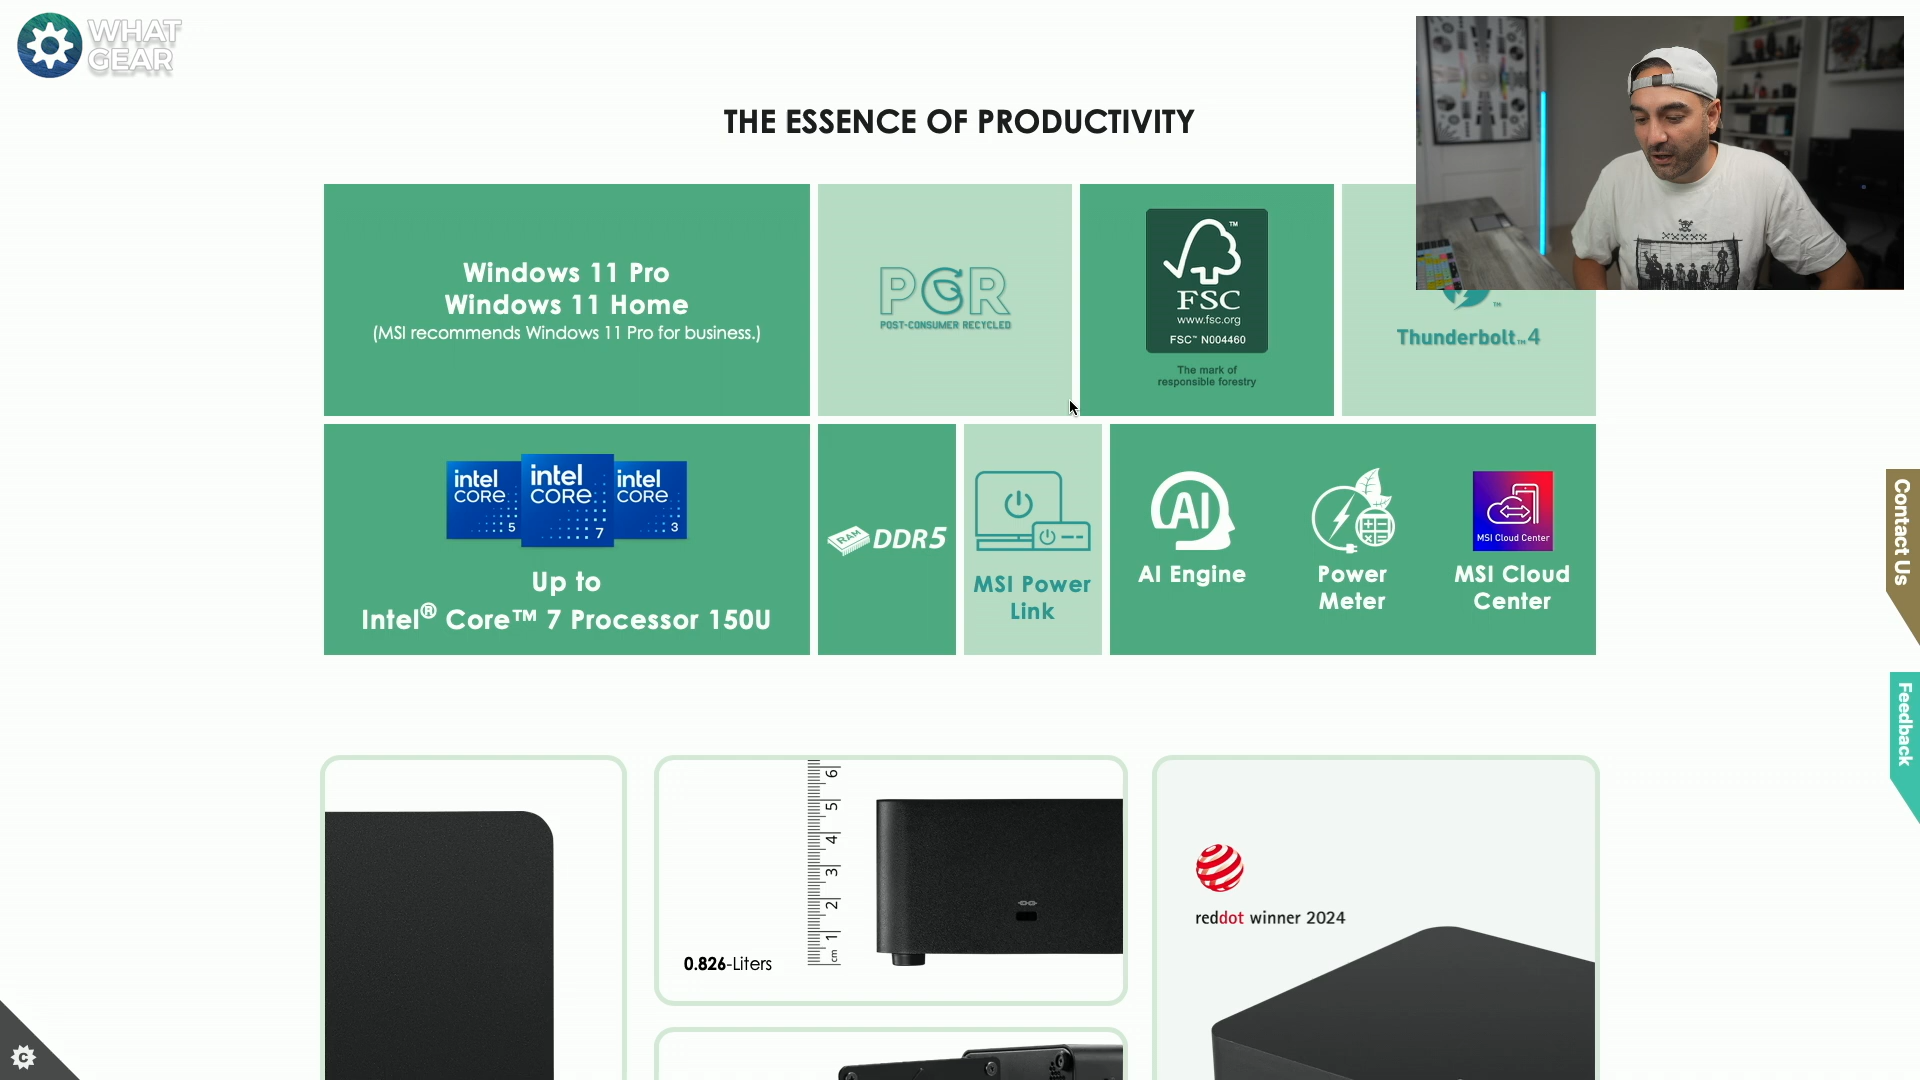 WHAT
GEAR
THE ESSENCE OF PRODUCTIVITY
Windows 11 Pro
Windows 11 Home
(MSI recommends Windows 11 Pro for business.)
PCR
POST-CONSUMER RECYCLED
TM
FSC
www.fsc.org
FSC™ N004460
The mark of
responsible forestry
TM
Thunderbolt™ 4
intel
CORE
5
intel
CORE
7
intel
CORE
3
Up to
Intel® Core™ 7 Processor 150U
RAM
DDR5
MSI Power
Link
AI
AI Engine
Power
Meter
MSI Cloud Center
MSI Cloud
Center
Contact Us
Feedback
6
5
4
3
2
1
cm
0.826-Liters
reddot winner 2024
C